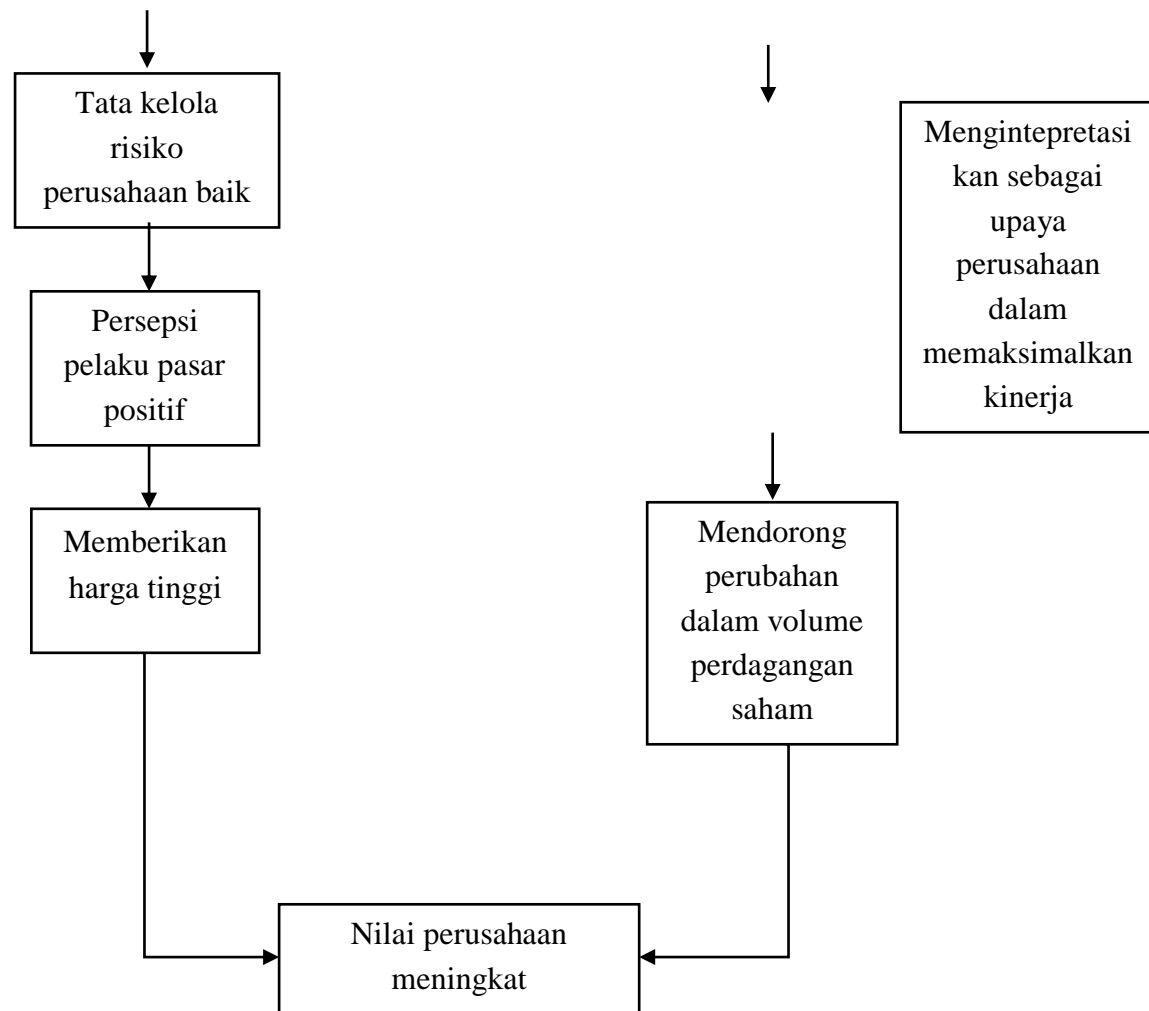 Tata kelola
risiko
perusahaan baik
Persepsi
pelaku pasar
positif
Memberikan
harga tinggi
Mengintepretasi
kan sebagai
upaya
perusahaan
dalam
memaksimalkan
kinerja
Mendorong
perubahan
dalam volume
perdagangan
saham
Nilai perusahaan
meningkat